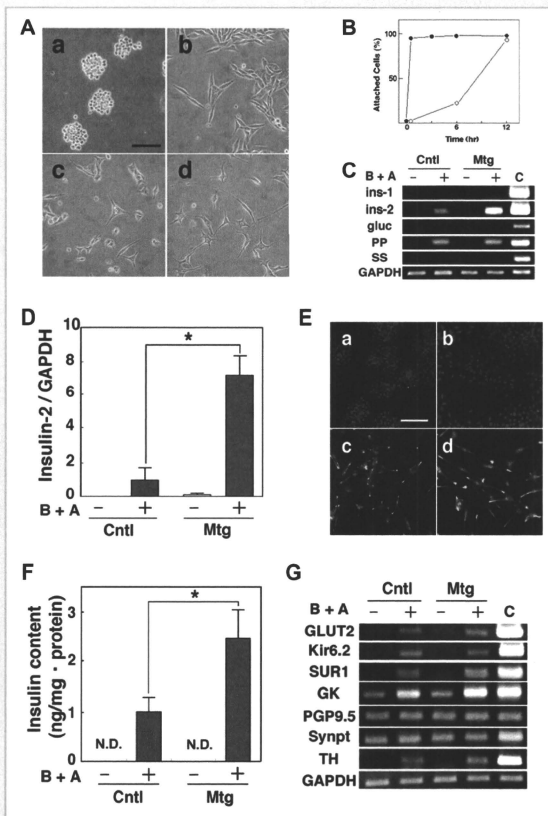 A
a
b
c
d
B
Attached Cells (%)
100
50
0
6
12
Time (hr)
C
Cntl
Mtg
B + A
-
+
-
+
C
ins-1
ins-2
gluc
PP
SS
GAPDH
D
Insulin-2 / GAPDH
10
8
6
4
2
0
*
B + A
-
+
-
+
Cntl
Mtg
E
a
b
c
d
F
Insulin content
(ng/mg · protein)
3
2
1
0
*
N.D.
N.D.
B + A
-
+
-
+
Cntl
Mtg
G
Cntl
Mtg
B + A
-
+
-
+
C
GLUT2
Kir6.2
SUR1
GK
PGP9.5
Synpt
TH
GAPDH